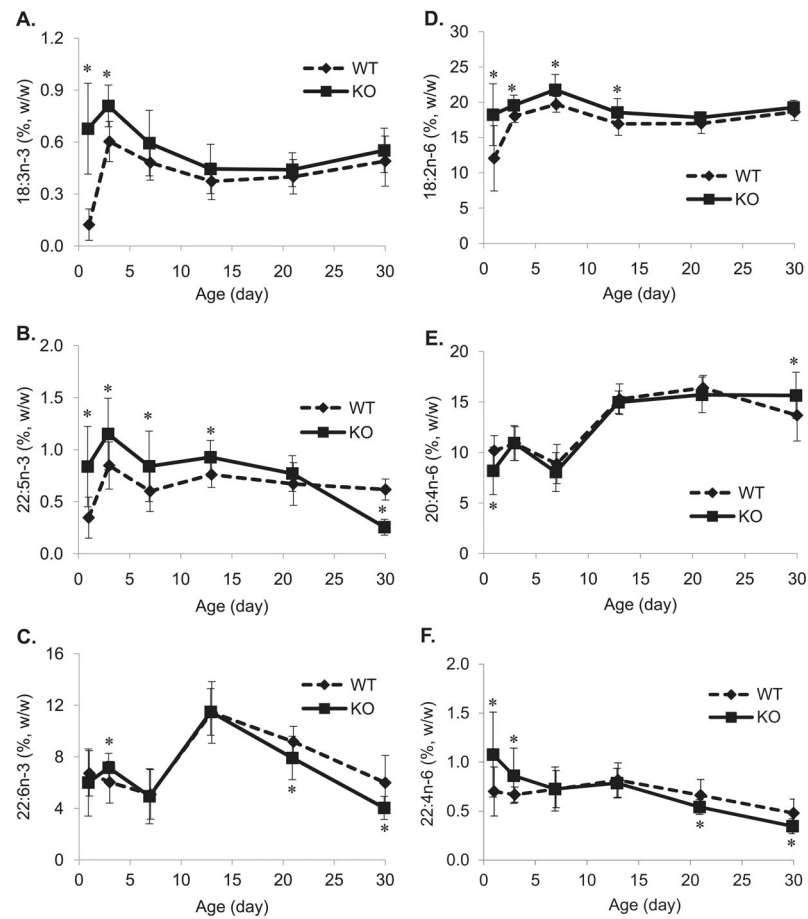 A.
1.2
0.9
0.6
0.3
0.0
18:3n-3 (%, w/w)
* *
WT
KO
0 5 10 15 20 25 30
Age (day)
D.
30
25
20
15
10
5
0
18:2n-6 (%, w/w)
* * * *
WT
KO
0 5 10 15 20 25 30
Age (day)
B.
2.0
1.5
1.0
0.5
0.0
22:5n-3 (%, w/w)
* * * * *
WT
KO
0 5 10 15 20 25 30
Age (day)
E.
20
15
10
5
0
20:4n-6 (%, w/w)
* *
WT
KO
0 5 10 15 20 25 30
Age (day)
C.
16
12
8
4
0
22:6n-3 (%, w/w)
* * *
WT
KO
0 5 10 15 20 25 30
Age (day)
F.
2.0
1.5
1.0
0.5
0.0
22:4n-6 (%, w/w)
* * * *
WT
KO
0 5 10 15 20 25 30
Age (day)